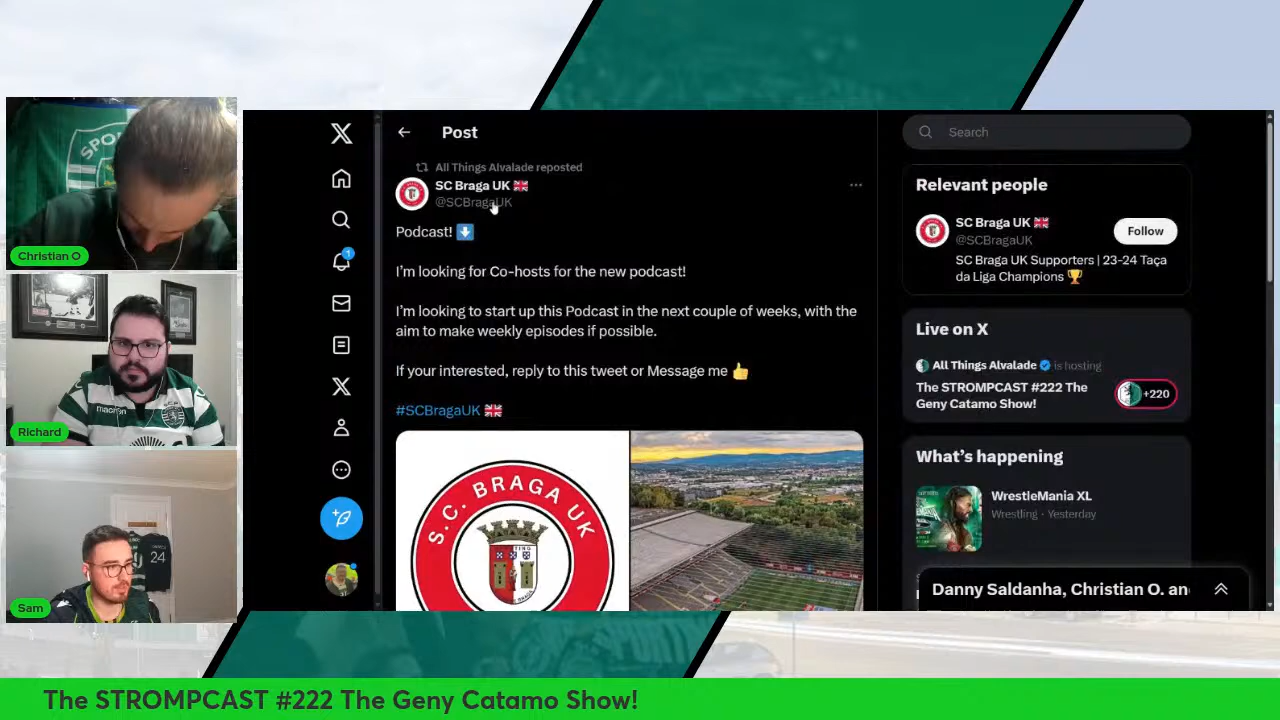 SPO
Christian O
macron
Richard
24
Sam
Post
All Things Alvalade reposted
SC Braga UK 🇬🇧
@SCBragaUK
Podcast! ⬇️
I'm looking for Co-hosts for the new podcast!
I'm looking to start up this Podcast in the next couple of weeks, with the
aim to make weekly episodes if possible.
If your interested, reply to this tweet or Message me 👍
#SCBragaUK 🇬🇧
S.C. BRAGA UK
Search
Relevant people
SC Braga UK 🇬🇧
@SCBragaUK
Follow
SC Braga UK Supporters | 23-24 Taça
da Liga Champions 🏆
Live on X
All Things Alvalade is hosting
The STROMPCAST #222 The
Geny Catamo Show!
+220
What's happening
WrestleMania XL
Wrestling · Yesterday
Danny Saldanha, Christian O. an
The STROMPCAST #222 The Geny Catamo Show!